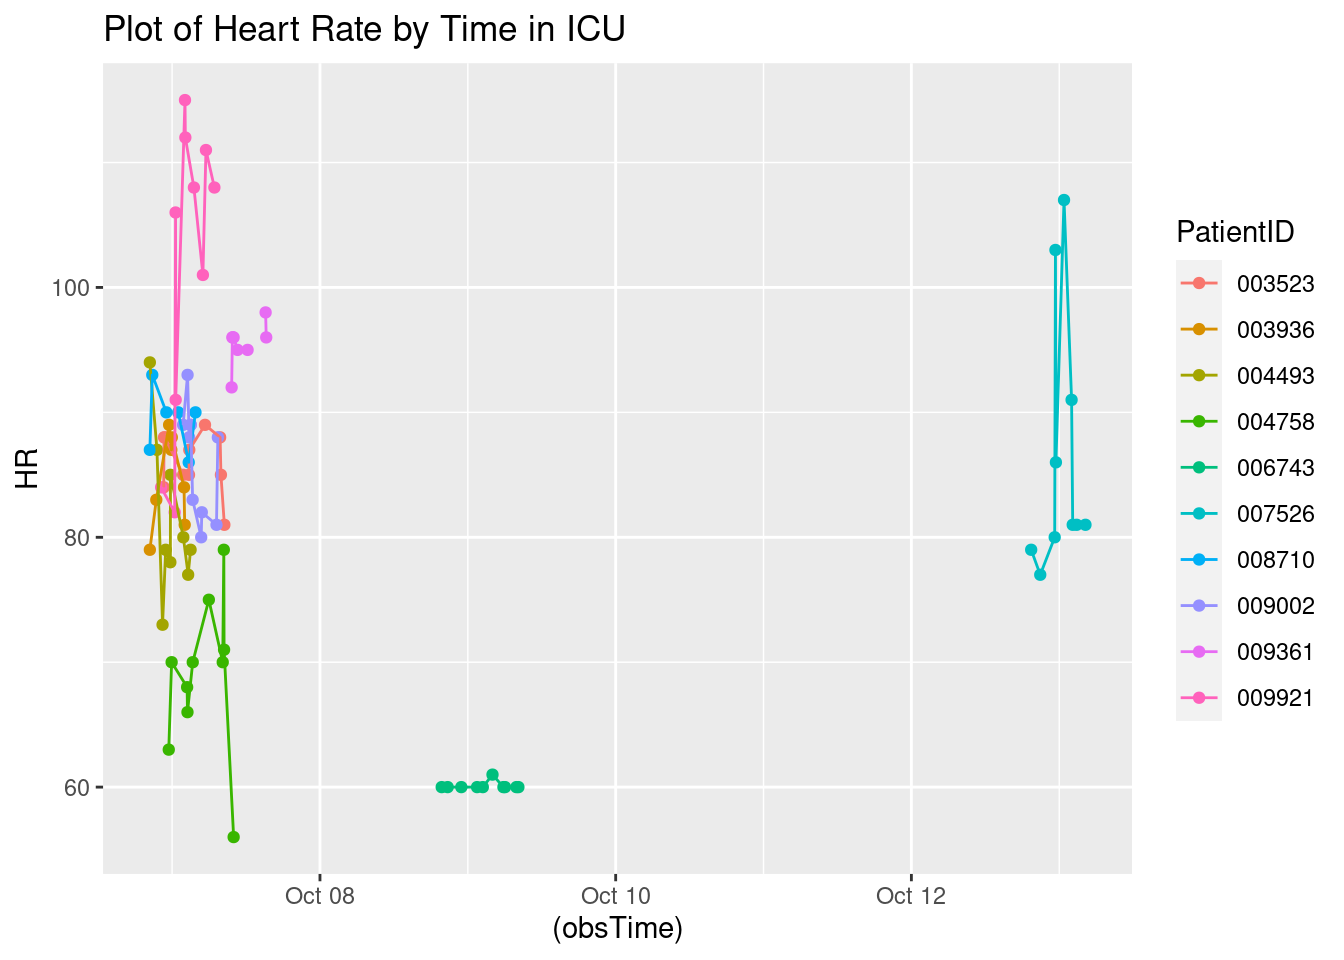 Plot of Heart Rate by Time in ICU
HR
100
80
60
Oct 08
Oct 10
Oct 12
(obsTime)
PatientID
003523
003936
004493
004758
006743
007526
008710
009002
009361
009921